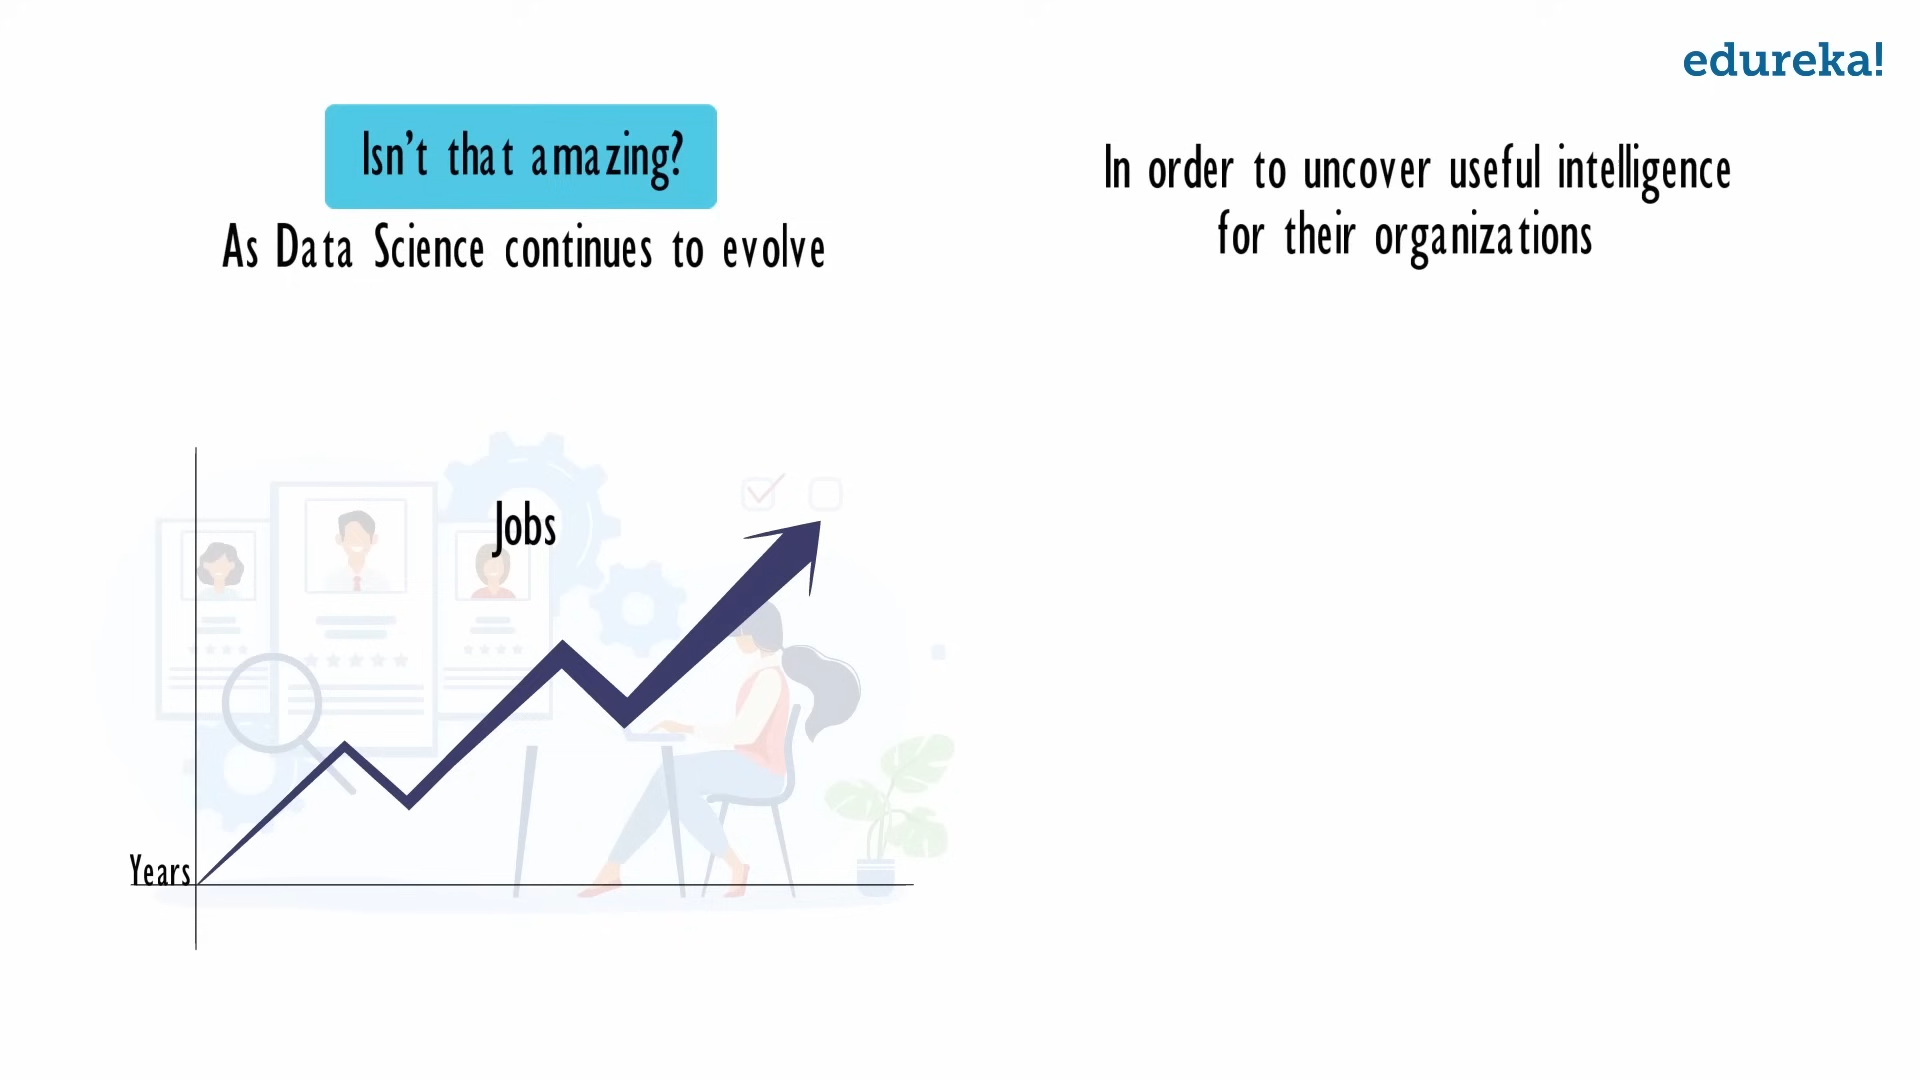 edureka!
Isn't that amazing?
As Data Science continues to evolve
In order to uncover useful intelligence
for their organizations
Jobs
Years